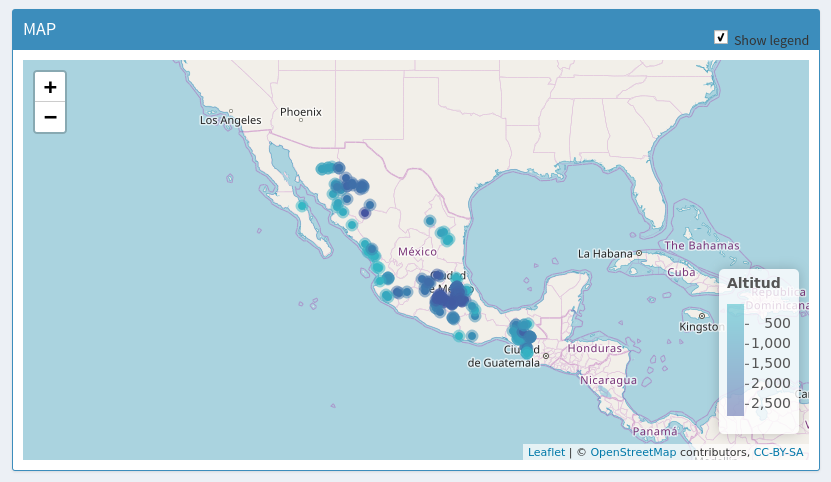 MAP
✓ Show legend
+
−
Los Angeles
Phoenix
México
La Habana
The Bahamas
Cuba
Kingston
Altitud
República
Dominicana
500
1,000
1,500
2,000
2,500
Ciudad
de México
Ciudad
de Guatemala
Honduras
Nicaragua
Panamá
Leaflet | © OpenStreetMap contributors, CC-BY-SA